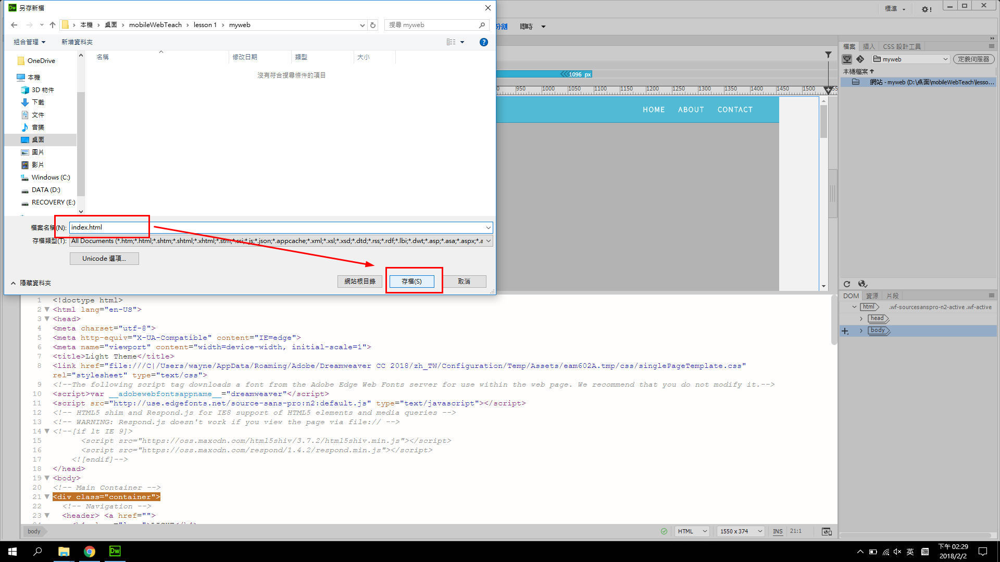 另存新檔
本機 › 桌面 › mobileWebTeach › lesson 1 › myweb
搜尋 myweb
組合管理
新增資料夾
名稱
修改日期
類型
大小
沒有符合搜尋條件的項目
OneDrive
本機
3D 物件
下載
文件
音樂
桌面
圖片
影片
Windows (C:)
DATA (D:)
RECOVERY (E:)
檔案名稱(N): index.html
存檔類型(T): All Documents (*.htm;*.html;*.shtm;*.shtml;*.xhtml;*.stm;*.ssi;*.js;*.json;*.appcache;*.xml;*.xsl;*.xsd;*.dtd;*.rss;*.rdf;*.lbi;*.dwt;*.asp;*.asa;*.aspx;*.a
Unicode 選項...
隱藏資料夾
網站根目錄
存檔(S)
取消
標準
分割
即時
1096 px
950 1000 1050 1100 1150 1200 1250 1300 1350 1400 1450 1500
HOME ABOUT CONTACT
檔案 插入 CSS 設計工具
myweb
定義伺服器
本機檔案
網站 - myweb (D:\桌面\mobileWebTeach\lesso...
DOM 資源 片段
html .wf-sourcesanspro-n2-active .wf-active
head
body
1 <!doctype html>
2 <html lang="en-US">
3 <head>
4 <meta charset="utf-8">
5 <meta http-equiv="X-UA-Compatible" content="IE=edge">
6 <meta name="viewport" content="width=device-width, initial-scale=1">
7 <title>Light Theme</title>
8 <link href="file:///C|/Users/wayne/AppData/Roaming/Adobe/Dreamweaver CC 2018/zh_TW/Configuration/Temp/Assets/eam602A.tmp/css/singlePageTemplate.css"
rel="stylesheet" type="text/css">
9 <!--The following script tag downloads a font from the Adobe Edge Web Fonts server for use within the web page. We recommend that you do not modify it.-->
10 <script>var __adobewebfontsappname__="dreamweaver"</script>
11 <script src="http://use.edgefonts.net/source-sans-pro:n2:default.js" type="text/javascript"></script>
12 <!-- HTML5 shim and Respond.js for IE8 support of HTML5 elements and media queries -->
13 <!-- WARNING: Respond.js doesn't work if you view the page via file:// -->
14 <!--[if lt IE 9]>
15 <script src="https://oss.maxcdn.com/html5shiv/3.7.2/html5shiv.min.js"></script>
16 <script src="https://oss.maxcdn.com/respond/1.4.2/respond.min.js"></script>
17 <![endif]-->
18 </head>
19 <body>
20 <!-- Main Container -->
21 <div class="container">
22 <!-- Navigation -->
23 <header> <a href="">
body
HTML
1550 x 374
INS
21:1
Dw
英
下午 02:29
2018/2/2